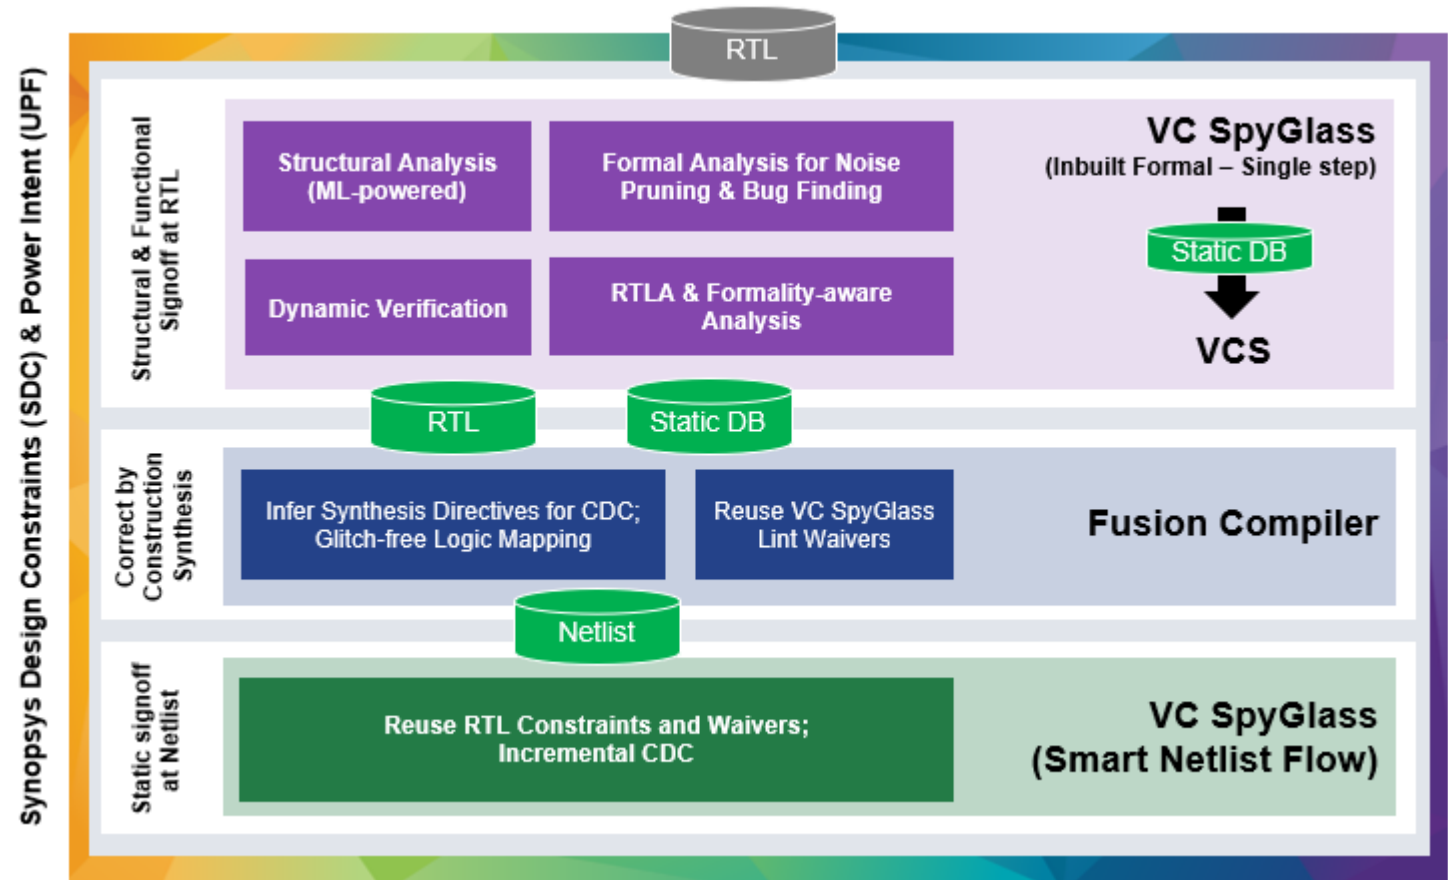 RTL
Synopsys Design Constraints (SDC) & Power Intent (UPF)
Structural & Functional
Signoff at RTL
Structural Analysis
(ML-powered)
Formal Analysis for Noise
Pruning & Bug Finding
VC SpyGlass
(Inbuilt Formal – Single step)
Static DB
VCS
Dynamic Verification
RTLA & Formality-aware
Analysis
RTL
Static DB
Correct by
Construction
Synthesis
Infer Synthesis Directives for CDC;
Glitch-free Logic Mapping
Reuse VC SpyGlass
Lint Waivers
Fusion Compiler
Netlist
Static signoff
at Netlist
Reuse RTL Constraints and Waivers;
Incremental CDC
VC SpyGlass
(Smart Netlist Flow)